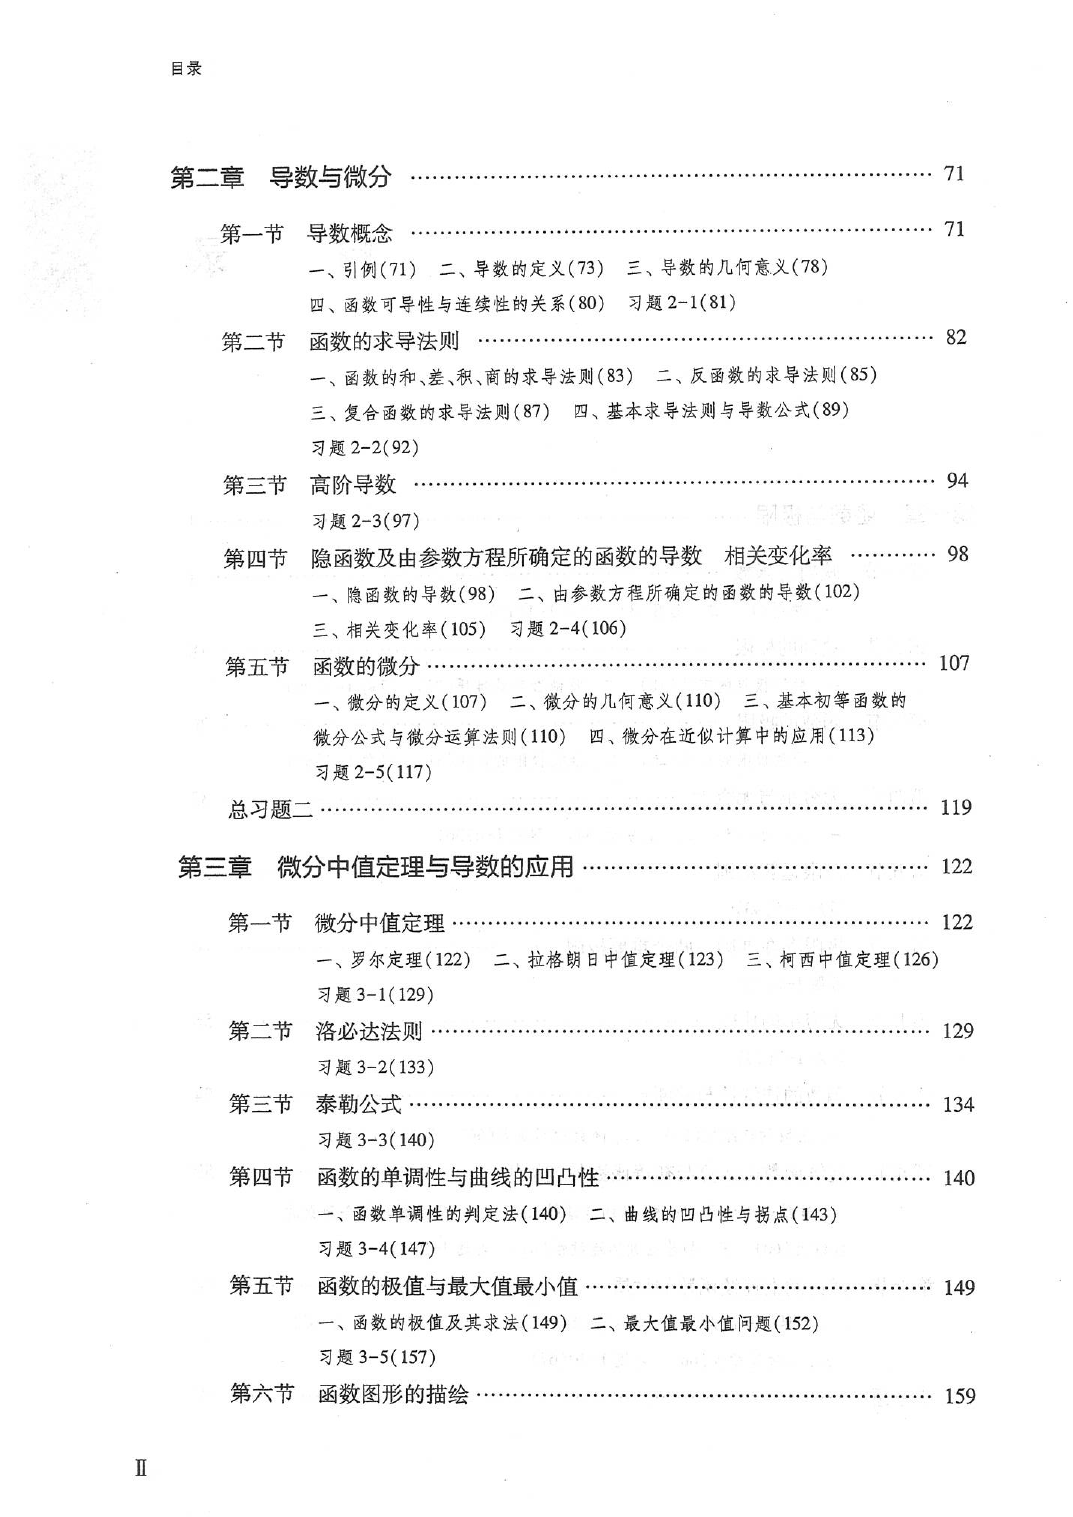 目录
第二章 导数与微分 …………………………………………………… 71
第一节 导数概念 …………………………………………………… 71
一、引例(71) 二、导数的定义(73) 三、导数的几何意义(78)
四、函数可导性与连续性的关系(80) 习题2-1(81)
第二节 函数的求导法则 …………………………………………… 82
一、函数的和、差、积、商的求导法则(83) 二、反函数的求导法则(85)
三、复合函数的求导法则(87) 四、基本求导法则与导数公式(89)
习题2-2(92)
第三节 高阶导数 …………………………………………………… 94
习题2-3(97)
第四节 隐函数及由参数方程所确定的函数的导数 相关变化率 ………… 98
一、隐函数的导数(98) 二、由参数方程所确定的函数的导数(102)
三、相关变化率(105) 习题2-4(106)
第五节 函数的微分 ………………………………………………… 107
一、微分的定义(107) 二、微分的几何意义(110) 三、基本初等函数的
微分公式与微分运算法则(110) 四、微分在近似计算中的应用(113)
习题2-5(117)
总习题二 …………………………………………………………… 119
第三章 微分中值定理与导数的应用 ………………………………… 122
第一节 微分中值定理 ……………………………………………… 122
一、罗尔定理(122) 二、拉格朗日中值定理(123) 三、柯西中值定理(126)
习题3-1(129)
第二节 洛必达法则 ………………………………………………… 129
习题3-2(133)
第三节 泰勒公式 …………………………………………………… 134
习题3-3(140)
第四节 函数的单调性与曲线的凹凸性 ……………………………… 140
一、函数单调性的判定法(140) 二、曲线的凹凸性与拐点(143)
习题3-4(147)
第五节 函数的极值与最大值最小值 ………………………………… 149
一、函数的极值及其求法(149) 二、最大值最小值问题(152)
习题3-5(157)
第六节 函数图形的描绘 …………………………………………… 159
Ⅱ